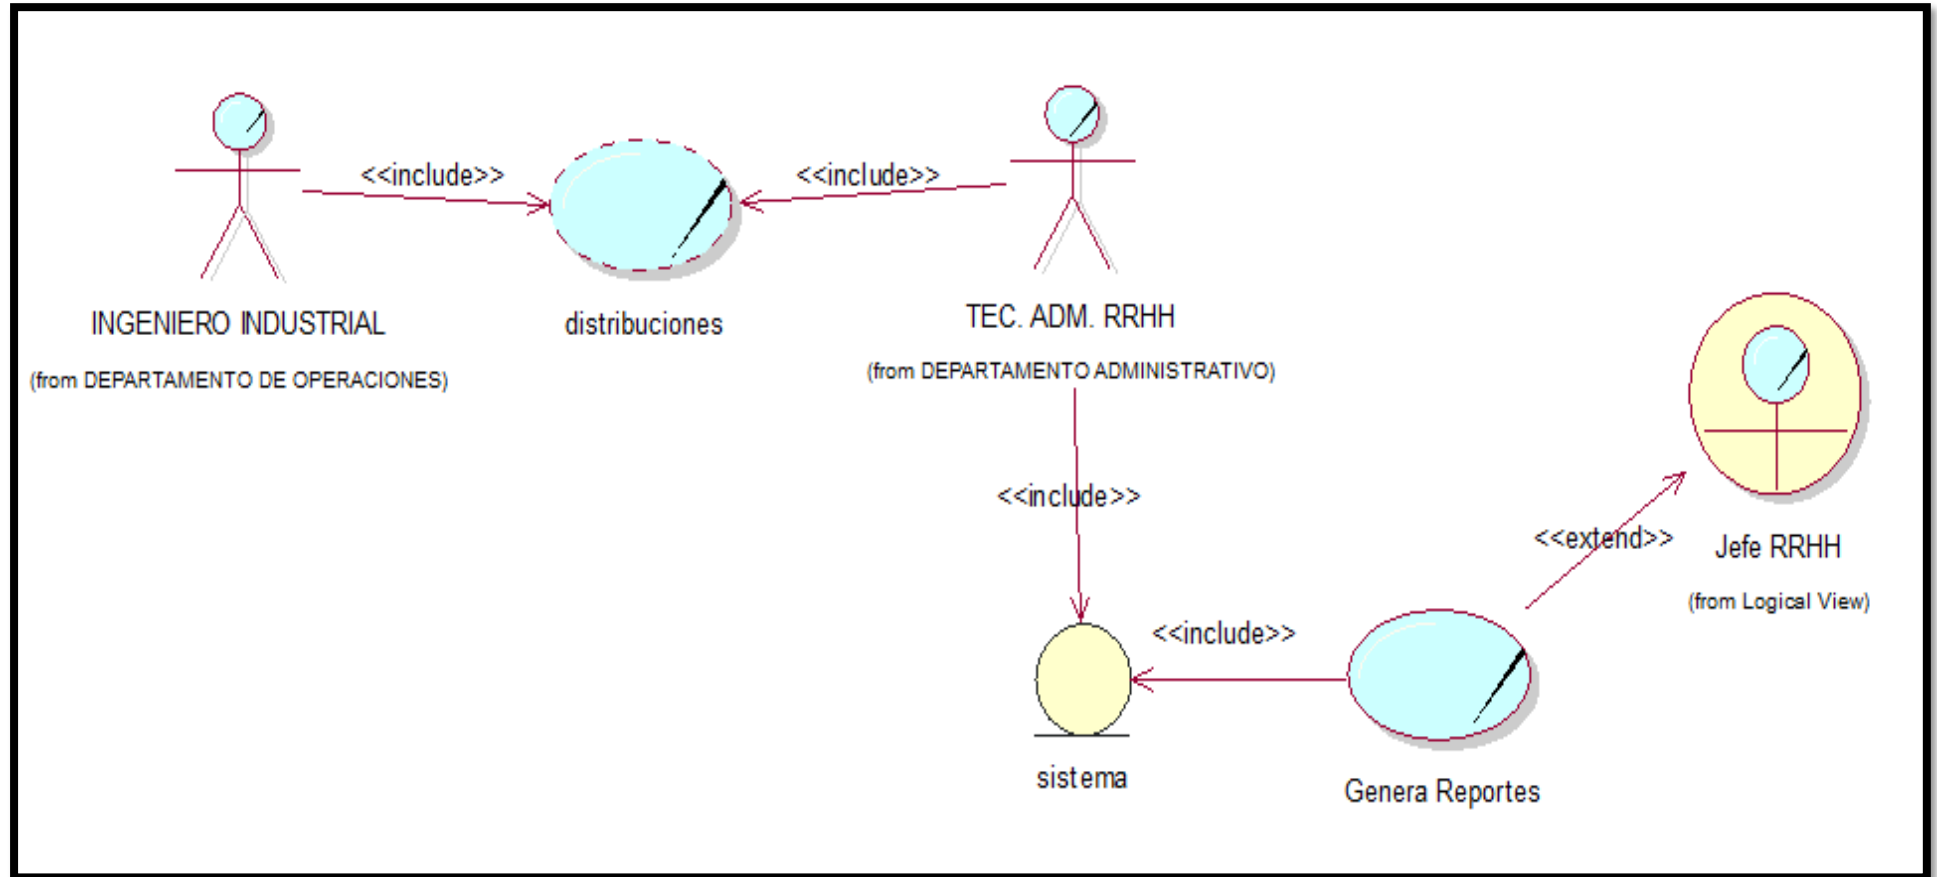 <<include>>
<<include>>
INGENIERO INDUSTRIAL
(from DEPARTAMENTO DE OPERACIONES)
distribuciones
TEC. ADM. RRHH
(from DEPARTAMENTO ADMINISTRATIVO)
<<include>>
<<extend>>
Jefe RRHH
(from Logical View)
<<include>>
sistema
Genera Reportes